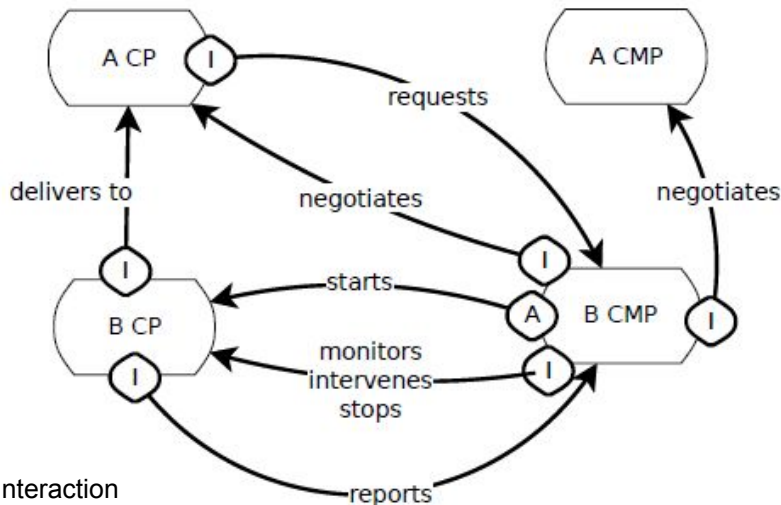 A CP
I
A CMP
requests
delivers to
negotiates
negotiates
I
I
starts
A
B CMP
I
B CP
monitors
intervenes
stops
I
I
nteraction
reports